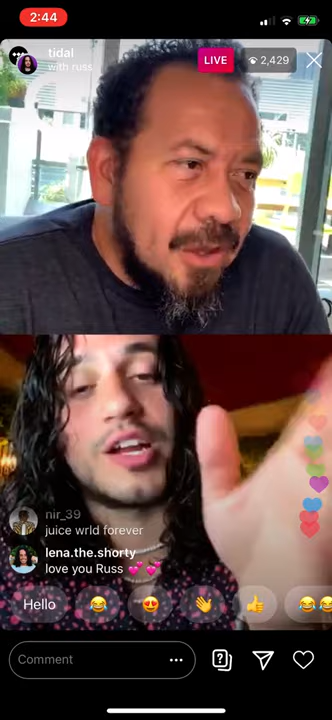 2:44
tidal
with russ
LIVE
2,429
nir_39
juice wrld forever
lena.the.shorty
love you Russ 💕💕
Hello
😂
😍
👋
👍
😂😂
Comment